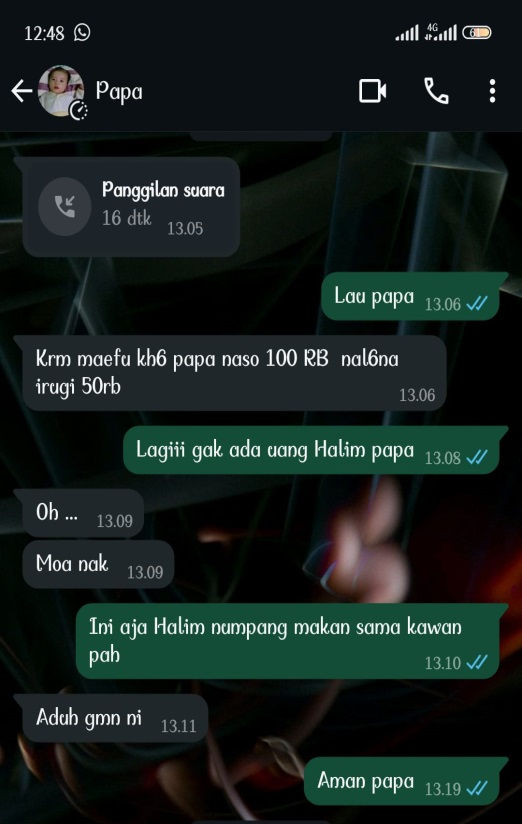 12:48
4G
61
Papa
Panggilan suara
16 dtk 13.05
Lau papa 13.06
Krm maefu kh6 papa naso 100 RB nal6na
irugi 50rb
13.06
Lagiii gak ada uang Halim papa 13.08
Oh ... 13.09
Moa nak 13.09
Ini aja Halim numpang makan sama kawan
pah
13.10
Aduh gmn ni 13.11
Aman papa 13.19